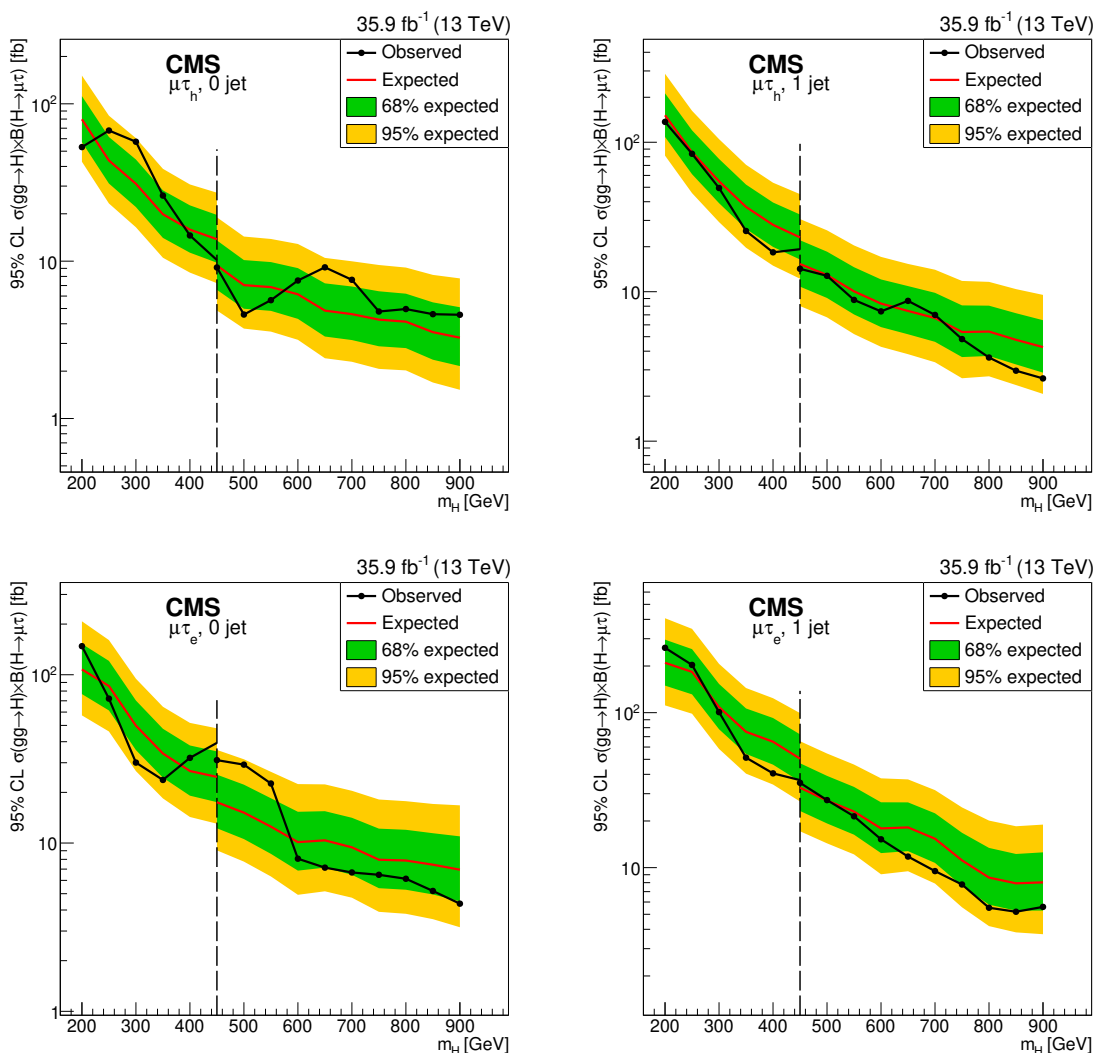 35.9 fb⁻¹ (13 TeV)
95% CL σ(gg→H)×B(H→μτ) [fb]
CMS
μτₕ, 0 jet
Observed
Expected
68% expected
95% expected
10²
10
1
200 300 400 500 600 700 800 900
m_H [GeV]
35.9 fb⁻¹ (13 TeV)
95% CL σ(gg→H)×B(H→μτ) [fb]
CMS
μτₕ, 1 jet
Observed
Expected
68% expected
95% expected
10²
10
1
200 300 400 500 600 700 800 900
m_H [GeV]
35.9 fb⁻¹ (13 TeV)
95% CL σ(gg→H)×B(H→μτ) [fb]
CMS
μτₑ, 0 jet
Observed
Expected
68% expected
95% expected
10²
10
1
200 300 400 500 600 700 800 900
m_H [GeV]
35.9 fb⁻¹ (13 TeV)
95% CL σ(gg→H)×B(H→μτ) [fb]
CMS
μτₑ, 1 jet
Observed
Expected
68% expected
95% expected
10²
10
200 300 400 500 600 700 800 900
m_H [GeV]